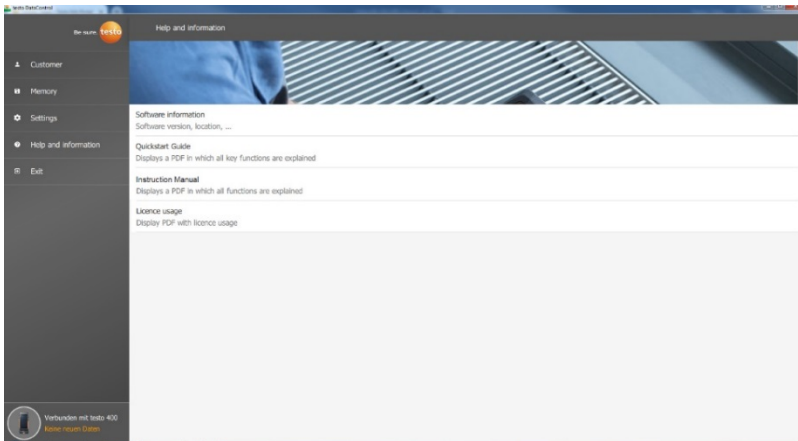 testo DataControl
Be sure. testo
Help and information
Customer
Memory
Settings
Help and information
Exit
Software information
Software version, location, ...
Quickstart Guide
Displays a PDF in which all key functions are explained
Instruction Manual
Displays a PDF in which all functions are explained
Licence usage
Display PDF with licence usage
Verbunden mit testo 400
Keine neuen Daten